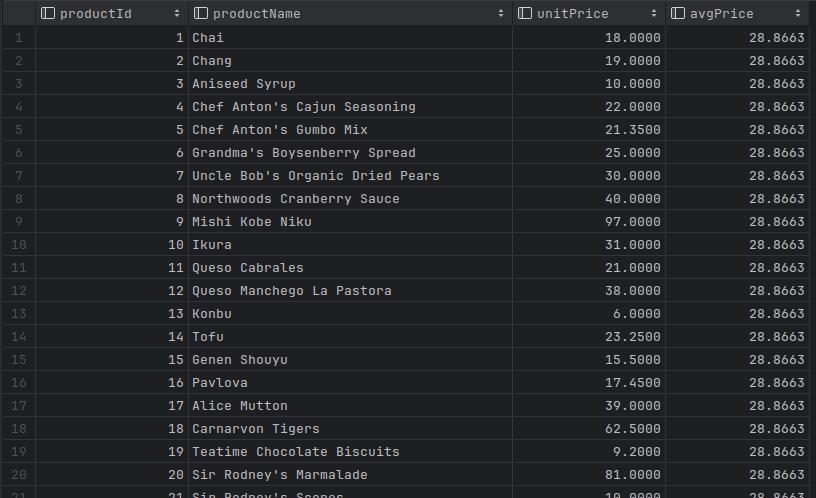 productId productName unitPrice avgPrice
1 1 Chai 18.0000 28.8663
2 2 Chang 19.0000 28.8663
3 3 Aniseed Syrup 10.0000 28.8663
4 4 Chef Anton's Cajun Seasoning 22.0000 28.8663
5 5 Chef Anton's Gumbo Mix 21.3500 28.8663
6 6 Grandma's Boysenberry Spread 25.0000 28.8663
7 7 Uncle Bob's Organic Dried Pears 30.0000 28.8663
8 8 Northwoods Cranberry Sauce 40.0000 28.8663
9 9 Mishi Kobe Niku 97.0000 28.8663
10 10 Ikura 31.0000 28.8663
11 11 Queso Cabrales 21.0000 28.8663
12 12 Queso Manchego La Pastora 38.0000 28.8663
13 13 Konbu 6.0000 28.8663
14 14 Tofu 23.2500 28.8663
15 15 Genen Shouyu 15.5000 28.8663
16 16 Pavlova 17.4500 28.8663
17 17 Alice Mutton 39.0000 28.8663
18 18 Carnarvon Tigers 62.5000 28.8663
19 19 Teatime Chocolate Biscuits 9.2000 28.8663
20 20 Sir Rodney's Marmalade 81.0000 28.8663
21 21 Sir Rodney's Scones 10.0000 28.8663